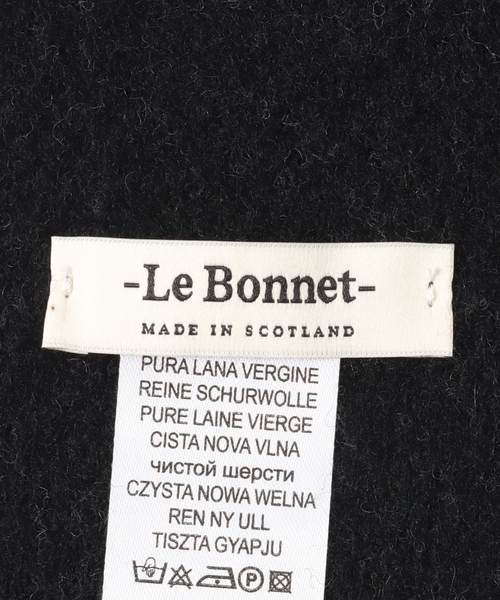 -Le Bonnet-
MADE IN SCOTLAND
PURA LANA VERGINE
REINE SCHURWOLLE
PURE LAINE VIERGE
CISTA NOVA VLNA
чистой шерсти
CZYSTA NOWA WELNA
REN NY ULL
TISZTA GYAPJU